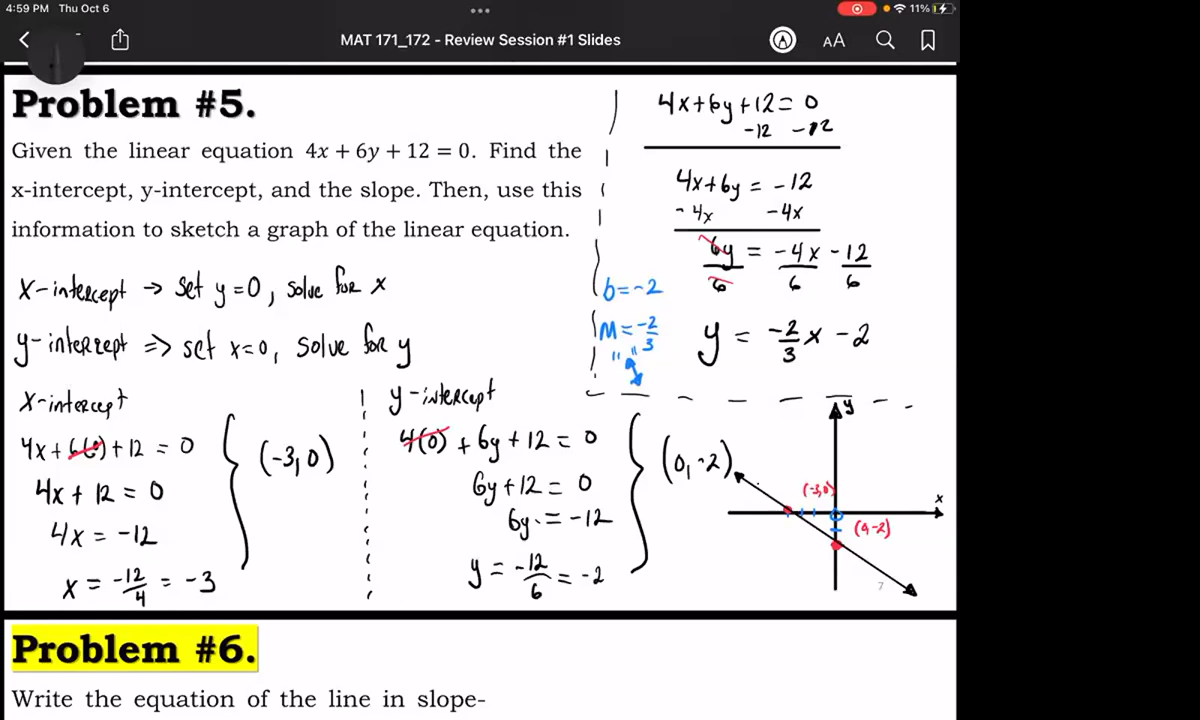 4:59 PM Thu Oct 6
11%
MAT 171_172 - Review Session #1 Slides
AA
Problem #5.
Given the linear equation 4x + 6y + 12 = 0. Find the
x-intercept, y-intercept, and the slope. Then, use this
information to sketch a graph of the linear equation.
x-intercept → set y=0, solve for x
y-intercept => set x=0, solve for y
x-intercept
4x + 6(0) + 12 = 0
4x + 12 = 0
4x = -12
x = -12/4 = -3
(-3,0)
y-intercept
4(0) + 6y + 12 = 0
6y + 12 = 0
6y = -12
y = -12/6 = -2
(0,-2)
4x + 6y + 12 = 0
-12 -12
4x + 6y = -12
-4x -4x
6y/6 = -4x/6 - 12/6
y = -2/3 x - 2
b = -2
M = -2/3
" "
y
x
(-3,0)
(0,-2)
7
Problem #6.
Write the equation of the line in slope-